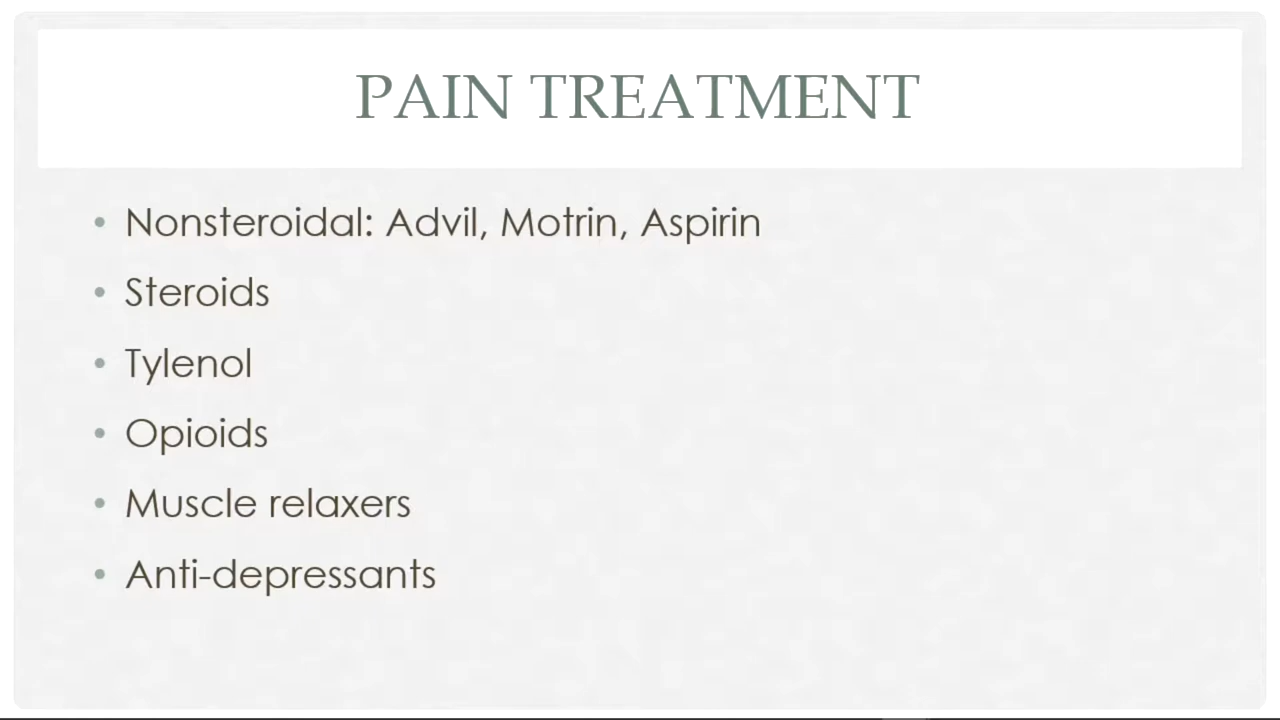 PAIN TREATMENT
• Nonsteroidal: Advil, Motrin, Aspirin
• Steroids
• Tylenol
• Opioids
• Muscle relaxers
• Anti-depressants